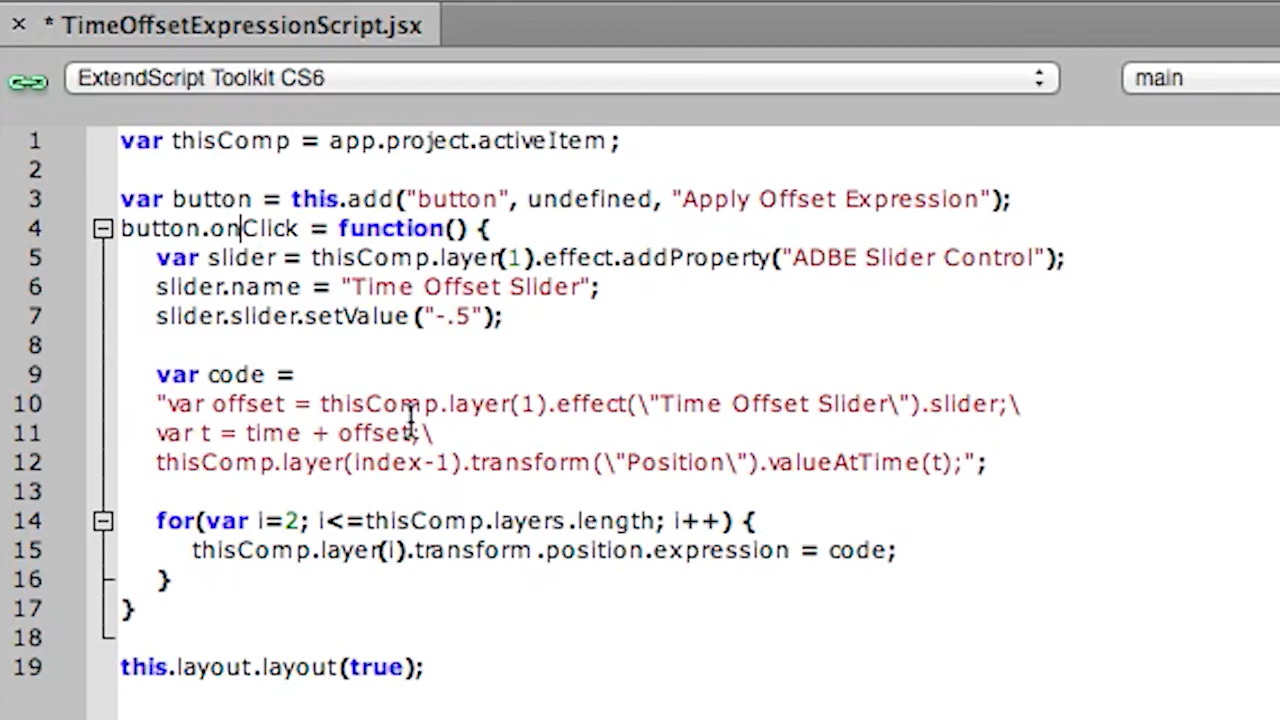 × * TimeOffsetExpressionScript.jsx
ExtendScript Toolkit CS6 main
1 var thisComp = app.project.activeItem;
2
3 var button = this.add("button", undefined, "Apply Offset Expression");
4 button.onClick = function() {
5 var slider = thisComp.layer(1).effect.addProperty("ADBE Slider Control");
6 slider.name = "Time Offset Slider";
7 slider.slider.setValue("-.5");
8
9 var code =
10 "var offset = thisComp.layer(1).effect(\"Time Offset Slider\").slider;\
11 var t = time + offset;\
12 thisComp.layer(index-1).transform(\"Position\").valueAtTime(t);";
13
14 for(var i=2; i<=thisComp.layers.length; i++) {
15 thisComp.layer(i).transform.position.expression = code;
16 }
17 }
18
19 this.layout.layout(true);